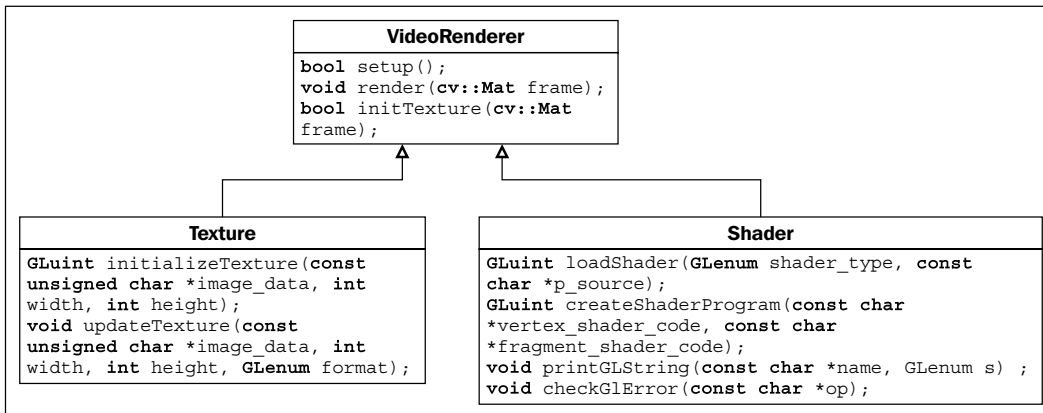 VideoRenderer
bool setup();
void render(cv::Mat frame);
bool initTexture(cv::Mat
frame);
Texture
GLuint initializeTexture(const
unsigned char *image_data, int
width, int height);
void updateTexture(const
unsigned char *image_data, int
width, int height, GLenum format);
Shader
GLuint loadShader(GLenum shader_type, const
char *p_source);
GLuint createShaderProgram(const char
*vertex_shader_code, const char
*fragment_shader_code);
void printGLString(const char *name, GLenum s) ;
void checkGlError(const char *op);